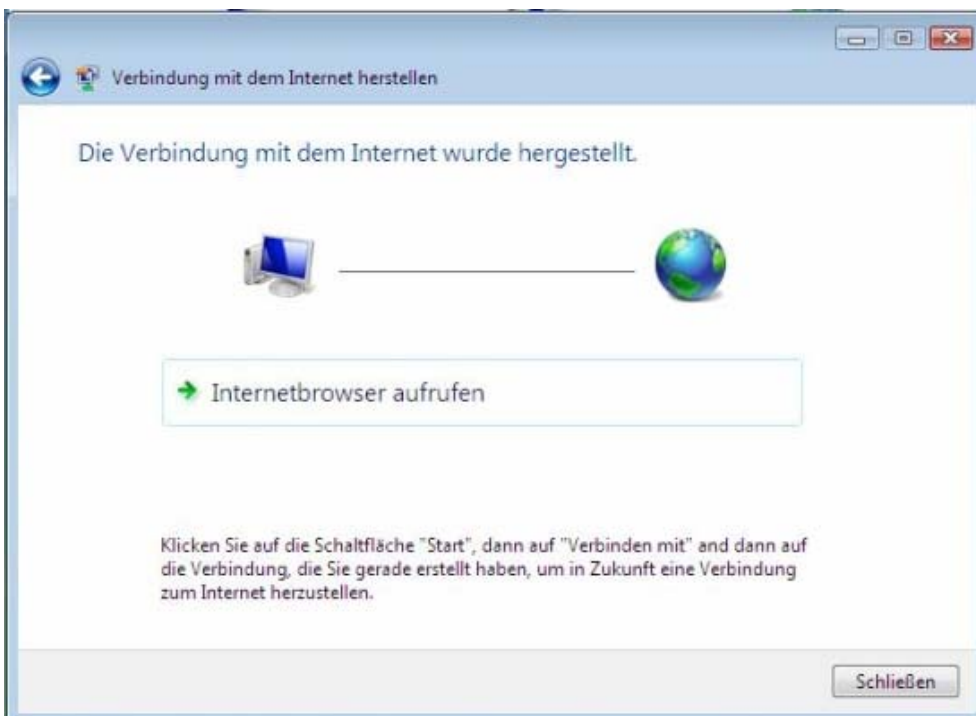 Verbindung mit dem Internet herstellen
Die Verbindung mit dem Internet wurde hergestellt.
Internetbrowser aufrufen
Klicken Sie auf die Schaltfläche "Start", dann auf "Verbinden mit" and dann auf
die Verbindung, die Sie gerade erstellt haben, um in Zukunft eine Verbindung
zum Internet herzustellen.
Schließen